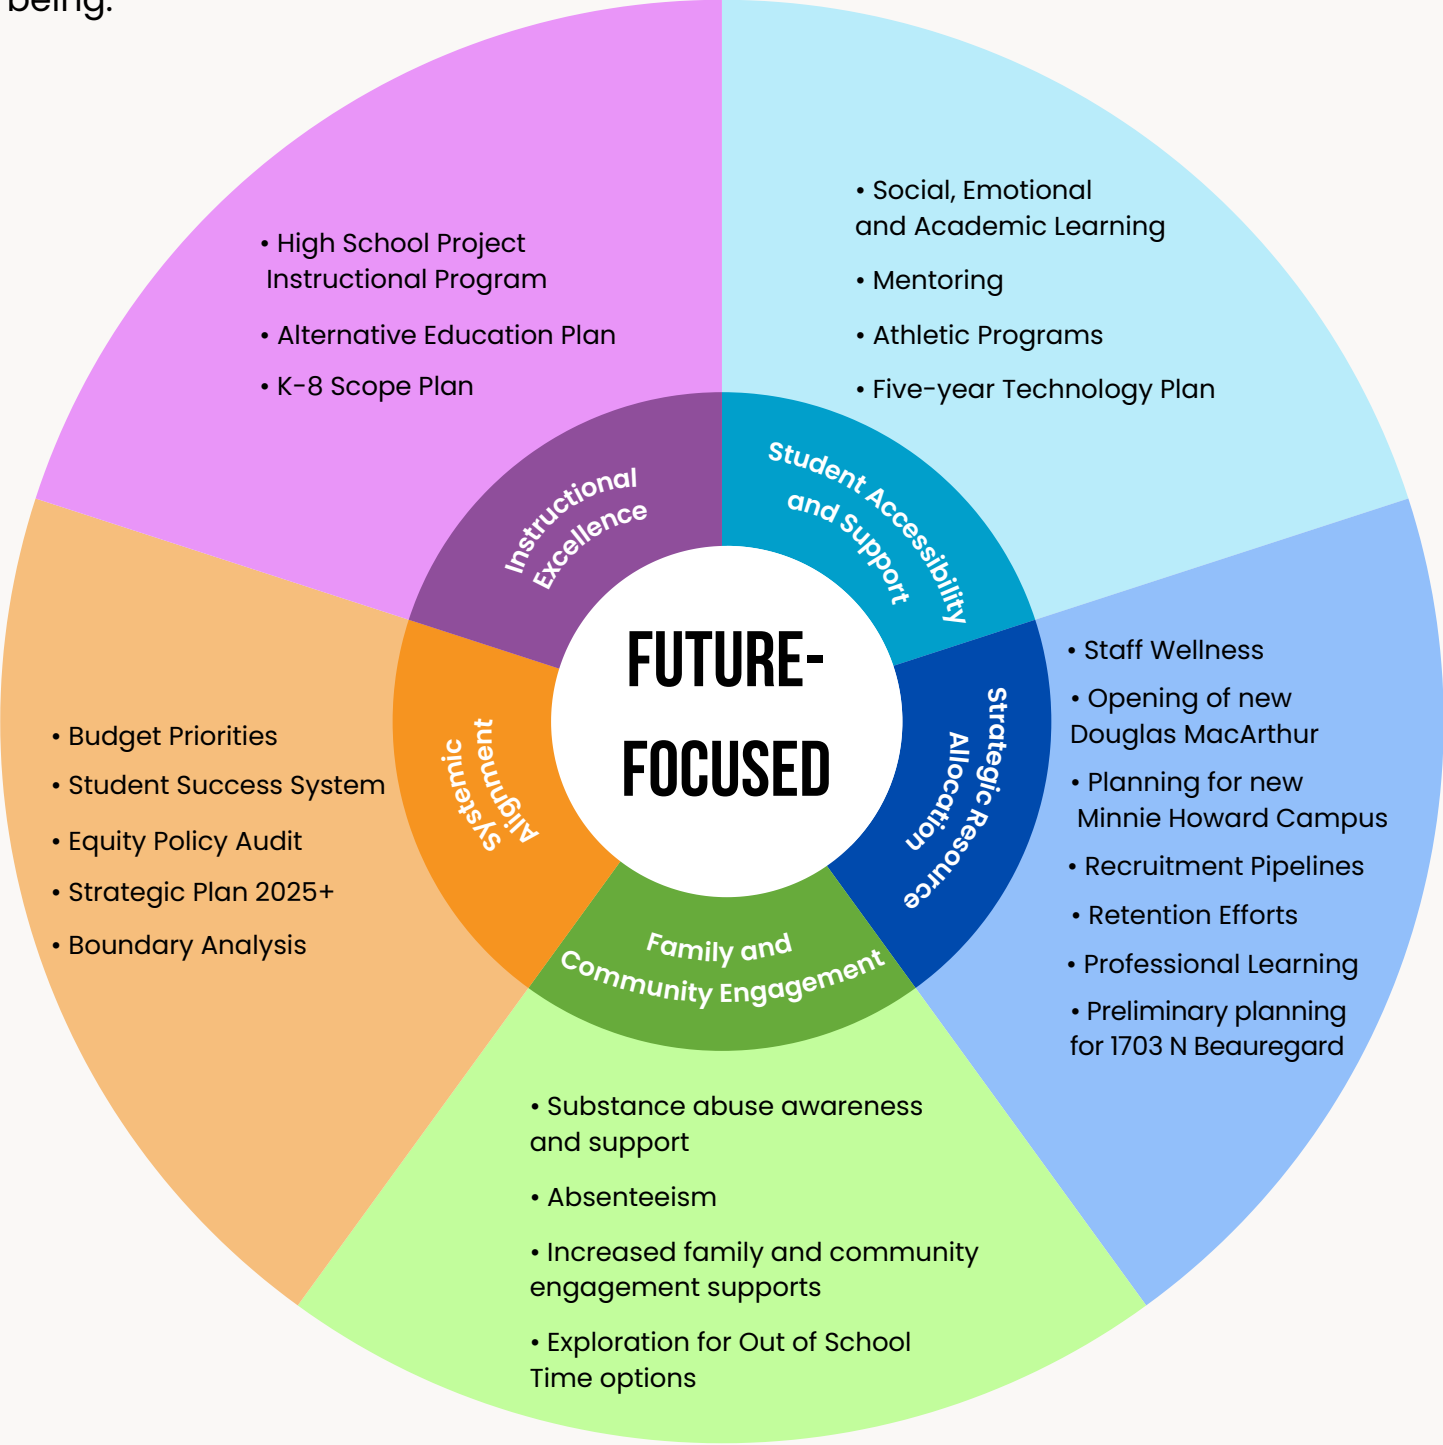 being.
• High School Project
Instructional Program
• Alternative Education Plan
• K-8 Scope Plan
• Social, Emotional
and Academic Learning
• Mentoring
• Athletic Programs
• Five-year Technology Plan
Instructional
Excellence
Student Accessibility
and Support
FUTURE-
FOCUSED
Systemic
Alignment
Strategic Resource
Allocation
Family and
Community Engagement
• Budget Priorities
• Student Success System
• Equity Policy Audit
• Strategic Plan 2025+
• Boundary Analysis
• Staff Wellness
• Opening of new
Douglas MacArthur
• Planning for new
Minnie Howard Campus
• Recruitment Pipelines
• Retention Efforts
• Professional Learning
• Preliminary planning
for 1703 N Beauregard
• Substance abuse awareness
and support
• Absenteeism
• Increased family and community
engagement supports
• Exploration for Out of School
Time options